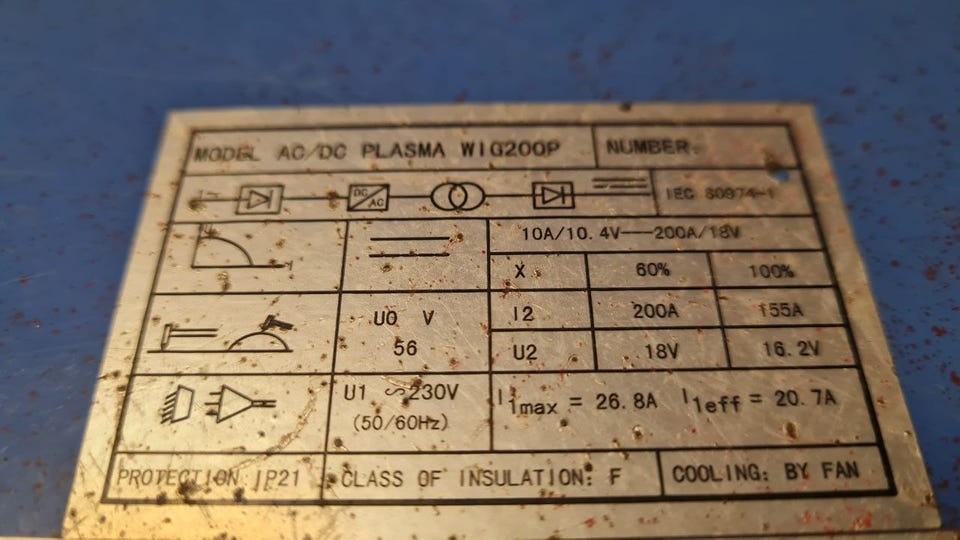 MODEL AC/DC PLASMA WIG200P NUMBER:
1~ DC/AC IEC 60974-1
10A/10.4V—200A/18V
X 60% 100%
U0 V I2 200A 155A
56 U2 18V 16.2V
U1 ~230V I1max = 26.8A I1eff = 20.7A
(50/60Hz)
PROTECTION IP21 CLASS OF INSULATION: F COOLING: BY FAN